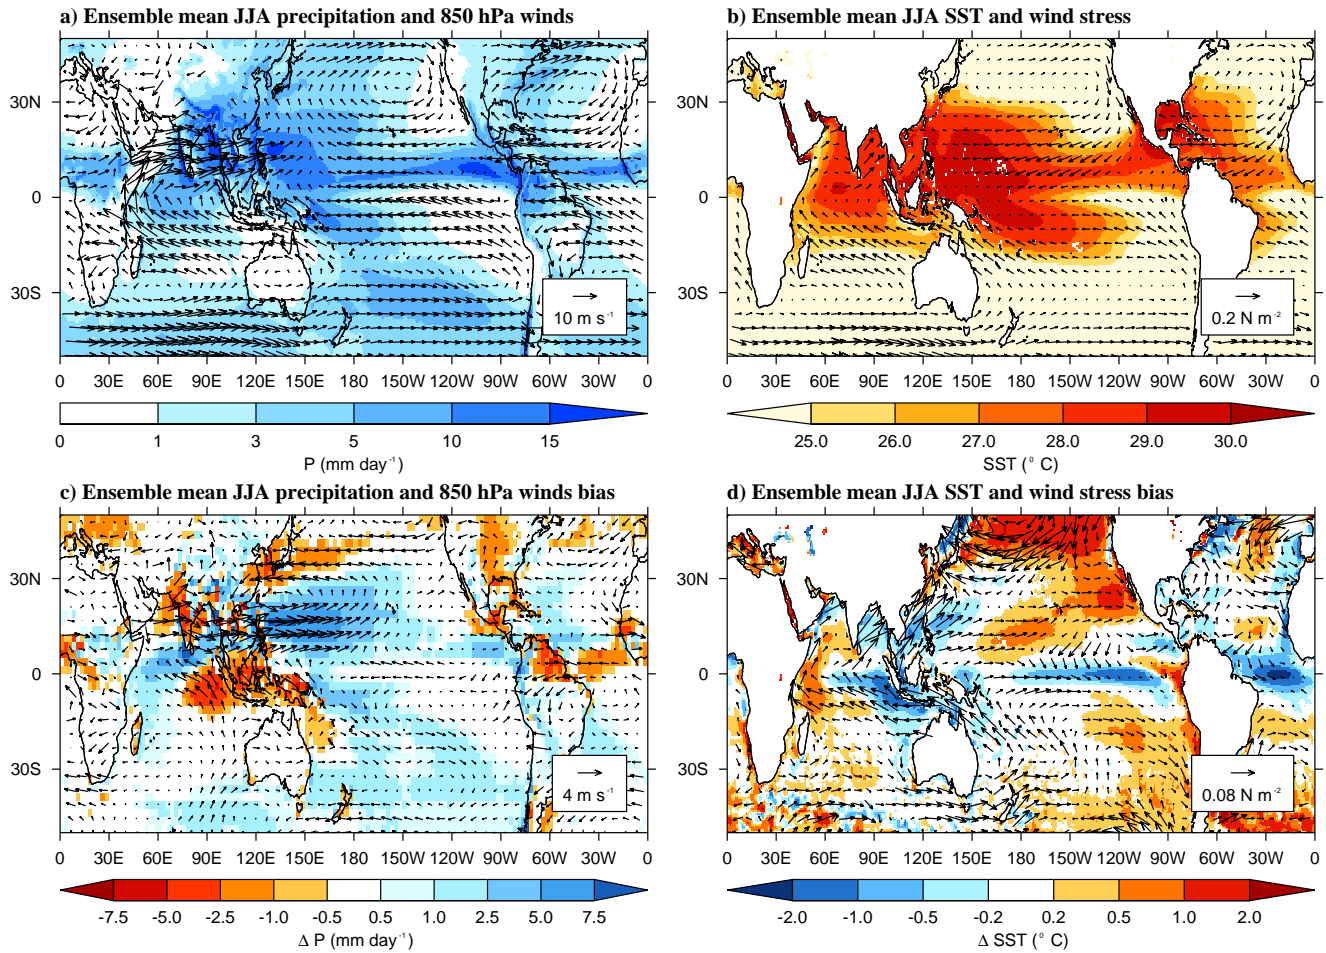 a) Ensemble mean JJA precipitation and 850 hPa winds
30N
0
30S
10 m s⁻¹
0 30E 60E 90E 120E 150E 180 150W 120W 90W 60W 30W 0
0 1 3 5 10 15
P (mm day⁻¹)
b) Ensemble mean JJA SST and wind stress
30N
0
30S
0.2 N m⁻²
0 30E 60E 90E 120E 150E 180 150W 120W 90W 60W 30W 0
25.0 26.0 27.0 28.0 29.0 30.0
SST (° C)
c) Ensemble mean JJA precipitation and 850 hPa winds bias
30N
0
30S
4 m s⁻¹
0 30E 60E 90E 120E 150E 180 150W 120W 90W 60W 30W 0
-7.5 -5.0 -2.5 -1.0 -0.5 0.5 1.0 2.5 5.0 7.5
Δ P (mm day⁻¹)
d) Ensemble mean JJA SST and wind stress bias
30N
0
30S
0.08 N m⁻²
0 30E 60E 90E 120E 150E 180 150W 120W 90W 60W 30W 0
-2.0 -1.0 -0.5 -0.2 0.2 0.5 1.0 2.0
Δ SST (° C)